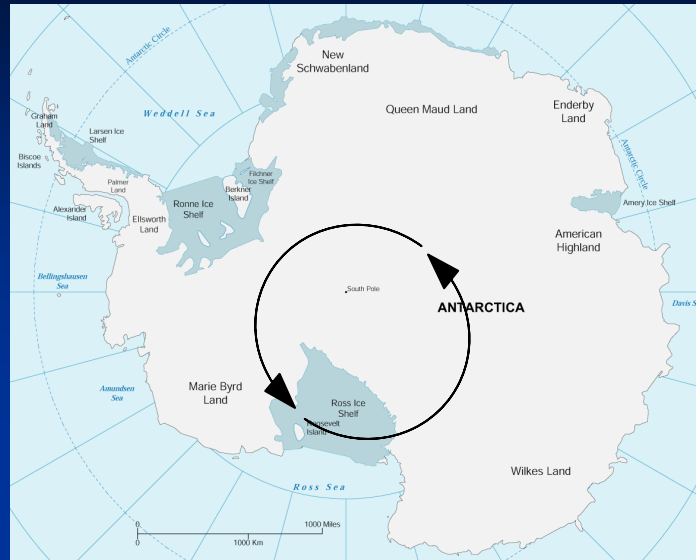 Antarctic Circle
New
Schwabenland
Weddell Sea
Queen Maud Land
Enderby
Land
Graham
Land
Larsen Ice
Shelf
Biscoe
Islands
Antarctic Circle
Palmer
Land
Filchner
Ice Shelf
Berkner
Island
Alexander
Island
Ellsworth
Land
Ronne Ice
Shelf
Amery Ice Shelf
American
Highland
Bellingshausen
Sea
South Pole
ANTARCTICA
Davis S
Amundsen
Sea
Marie Byrd
Land
Ross Ice
Shelf
Island
Wilkes Land
Ross Sea
0
1000 Miles
0
1000 Km